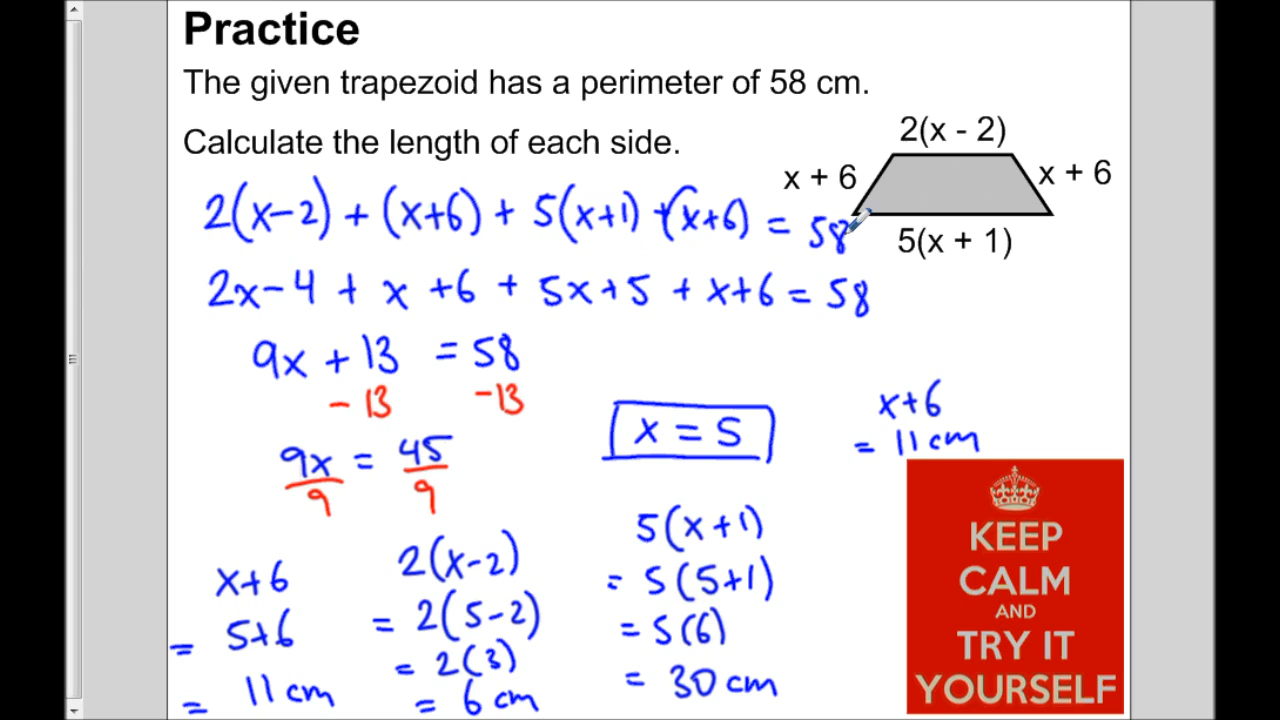 Practice
The given trapezoid has a perimeter of 58 cm.
Calculate the length of each side.
2(x - 2)
x + 6
x + 6
5(x + 1)
2(x-2) + (x+6) + 5(x+1) + (x+6) = 58
2x-4 + x +6 + 5x+5 + x+6 = 58
9x + 13 = 58
-13 -13
9x = 45
9 9
x = 5
x+6
= 11 cm
x+6
= 5+6
= 11 cm
2(x-2)
= 2(5-2)
= 2(3)
= 6 cm
5(x+1)
= 5(5+1)
= 5(6)
= 30 cm
KEEP
CALM
AND
TRY IT
YOURSELF